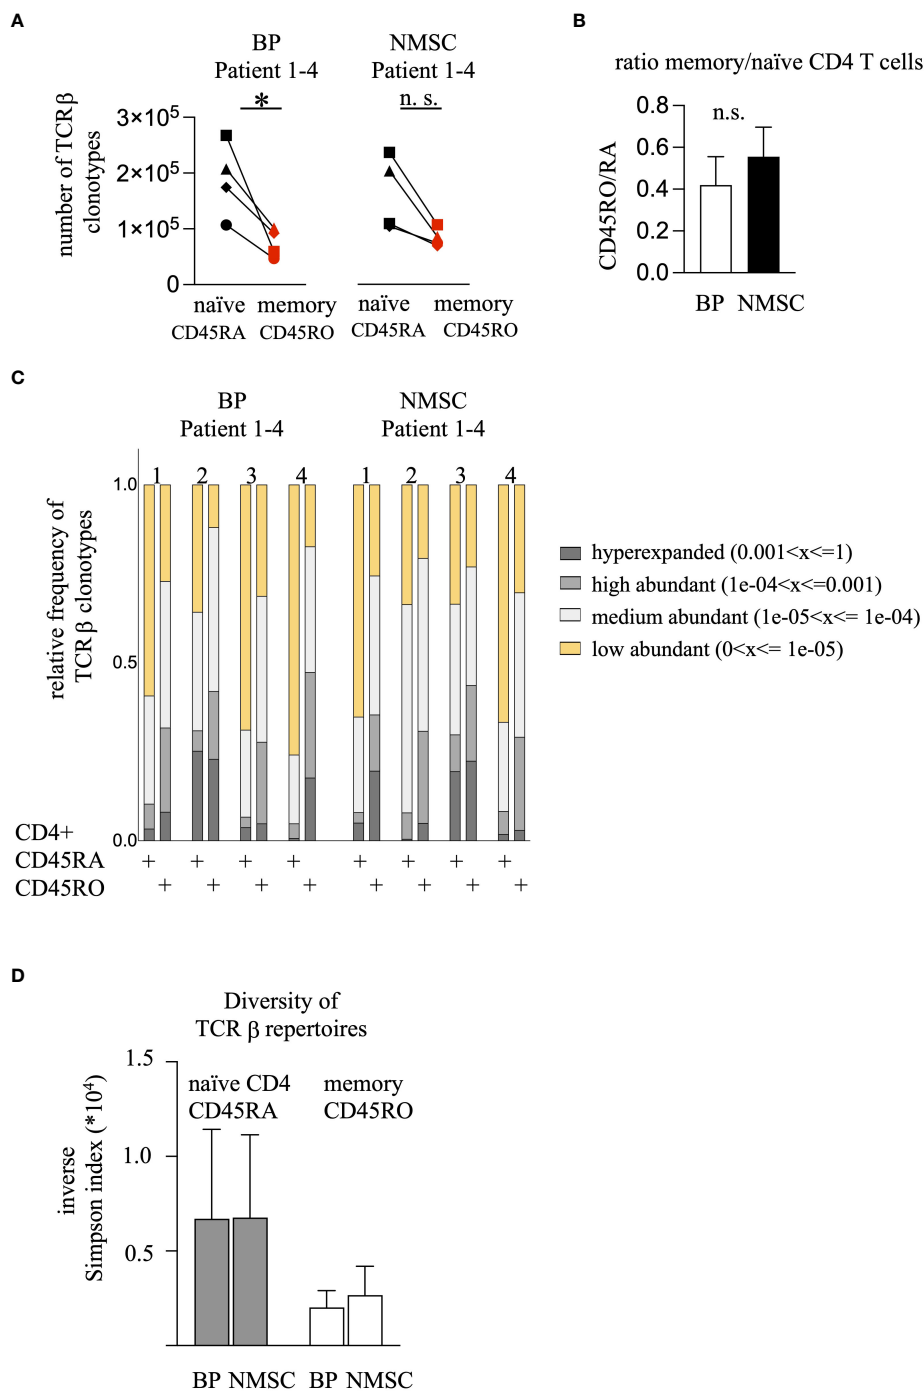 A
BP
Patient 1-4
NMSC
Patient 1-4
*
n. s.
number of TCRβ
clonotypes
3×10⁵
2×10⁵
1×10⁵
0
naïve
CD45RA
memory
CD45RO
naïve
CD45RA
memory
CD45RO
B
ratio memory/naïve CD4 T cells
CD45RO/RA
0.8
0.6
0.4
0.2
0.0
n.s.
BP NMSC
C
BP
Patient 1-4
NMSC
Patient 1-4
relative frequency of
TCR β clonotypes
1.0
0.5
0.0
1 2 3 4 1 2 3 4
hyperexpanded (0.001<x<=1)
high abundant (1e-04<x<=0.001)
medium abundant (1e-05<x<= 1e-04)
low abundant (0<x<= 1e-05)
CD4+
CD45RA + + + + + + + +
CD45RO + + + + + + + +
D
Diversity of
TCR β repertoires
inverse
Simpson index (*10⁴)
1.5
1.0
0.5
naïve CD4
CD45RA
memory
CD45RO
BP NMSC BP NMSC